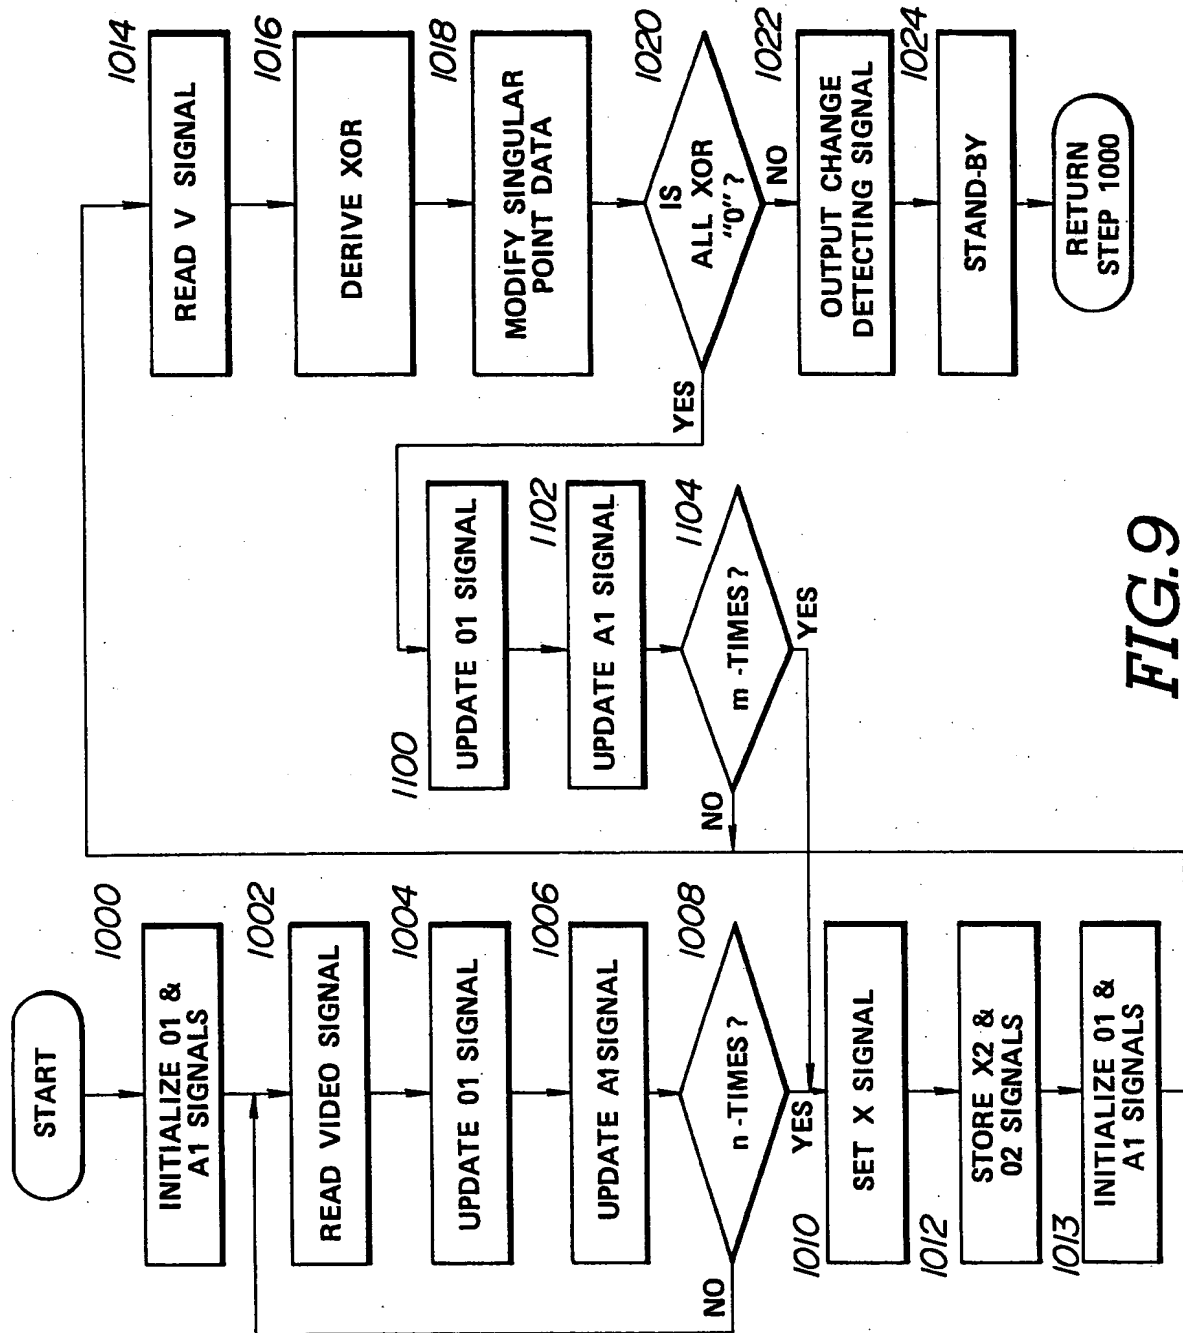 START
1000
INITIALIZE 01 &
A1 SIGNALS
1002
READ VIDEO SIGNAL
1004
UPDATE 01 SIGNAL
1006
UPDATE A1 SIGNAL
1008
n -TIMES?
NO
YES
1010
SET X SIGNAL
1012
STORE X2 &
02 SIGNALS
1013
INITIALIZE 01 &
A1 SIGNALS
1014
READ V SIGNAL
1016
DERIVE XOR
1018
MODIFY SINGULAR
POINT DATA
1020
IS
ALL XOR
"0"?
YES
NO
1022
OUTPUT CHANGE
DETECTING SIGNAL
1024
STAND-BY
RETURN
STEP 1000
1100
UPDATE 01 SIGNAL
1102
UPDATE A1 SIGNAL
1104
m -TIMES?
NO
YES
FIG.9